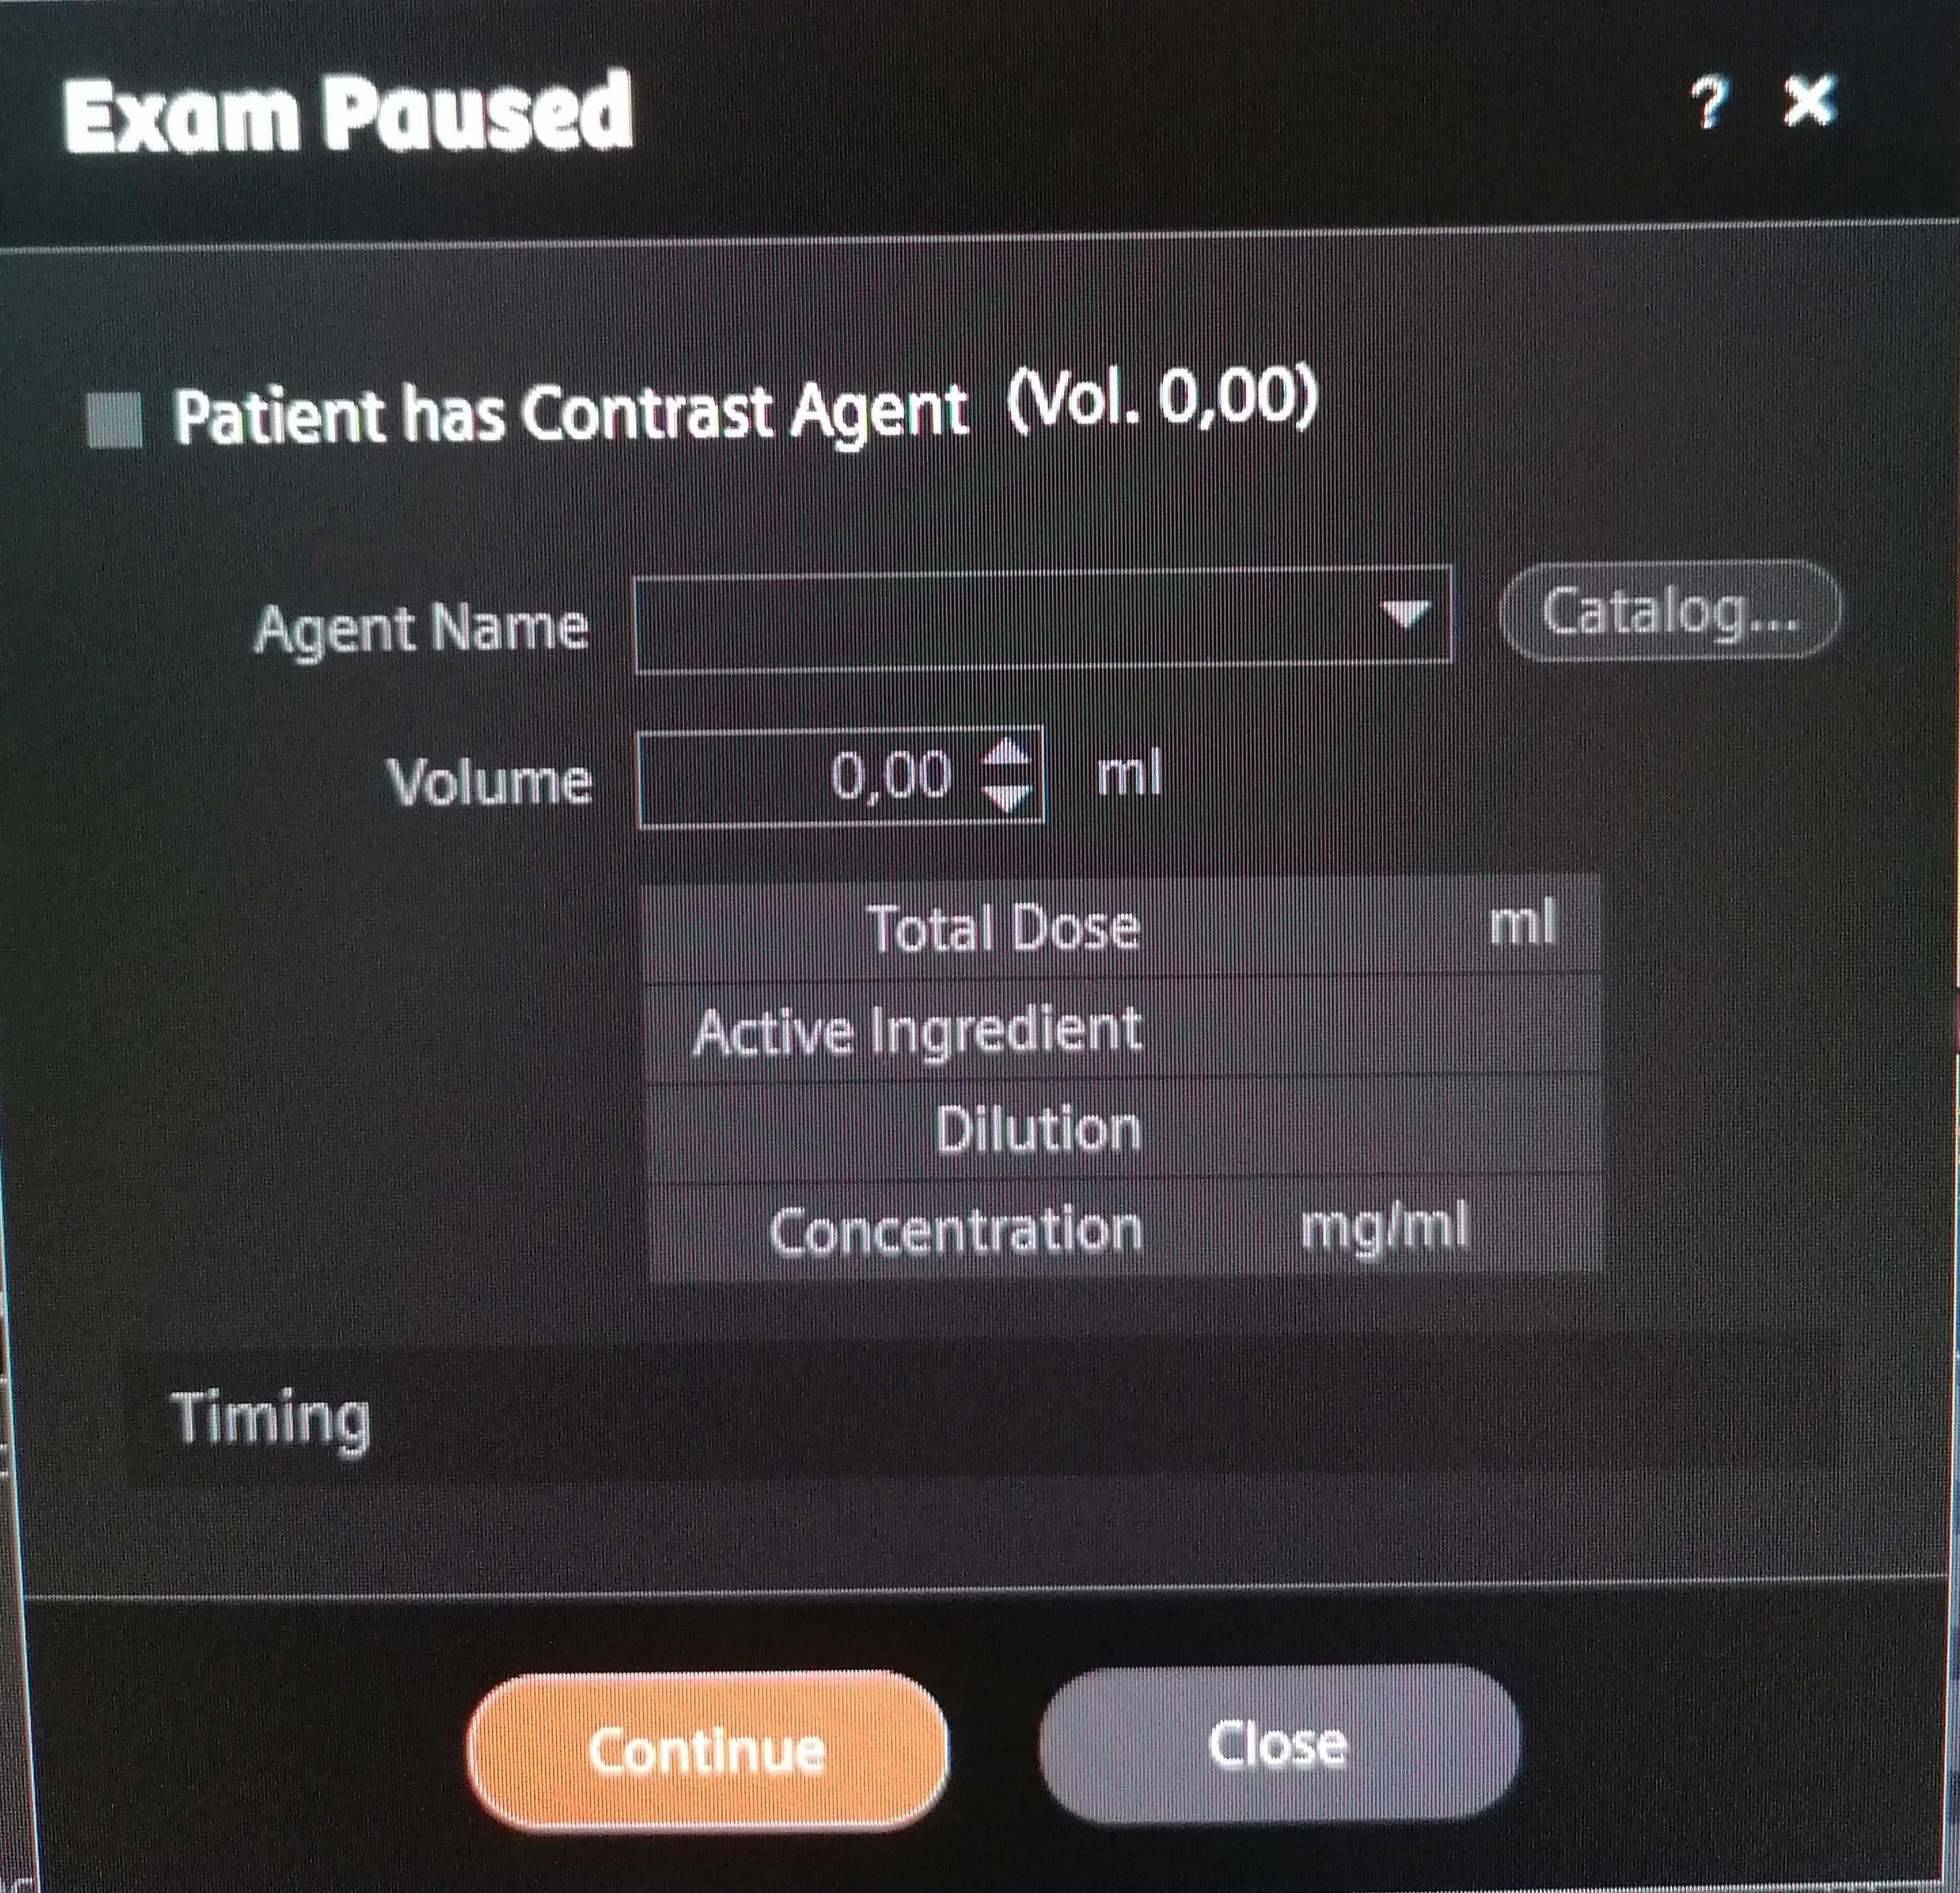 Exam Paused ? ×
Patient has Contrast Agent (Vol. 0,00)
Agent Name Catalog...
Volume 0,00 ml
Total Dose ml
Active Ingredient
Dilution
Concentration mg/ml
Timing
Continue Close